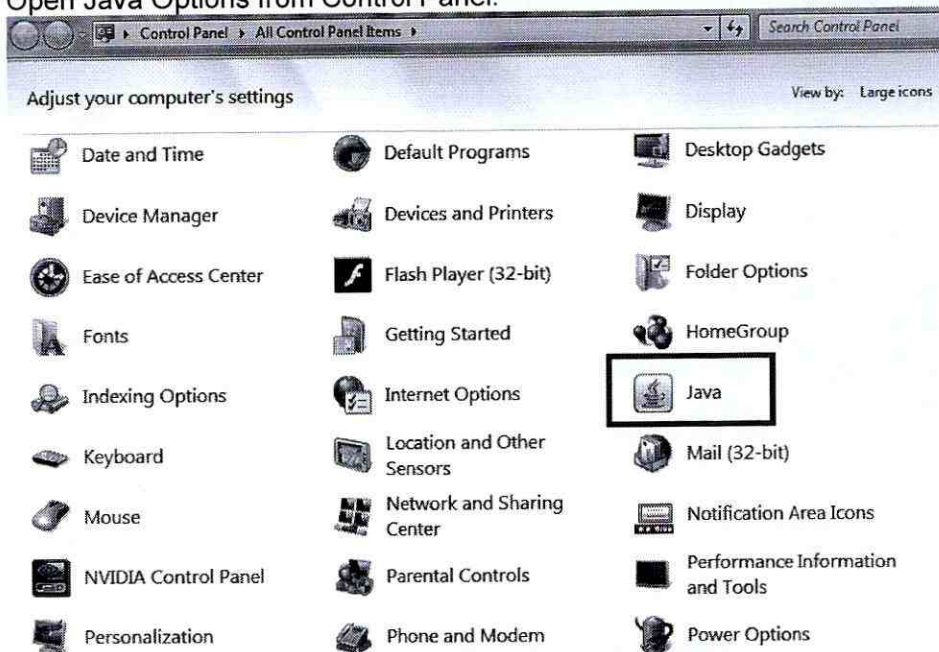 Open Java Options from Control Panel.
Control Panel ▸ All Control Panel Items ▸
Search Control Panel
Adjust your computer's settings
View by: Large icons
Date and Time
Default Programs
Desktop Gadgets
Device Manager
Devices and Printers
Display
Ease of Access Center
Flash Player (32-bit)
Folder Options
Fonts
Getting Started
HomeGroup
Indexing Options
Internet Options
Java
Keyboard
Location and Other
Sensors
Mail (32-bit)
Mouse
Network and Sharing
Center
Notification Area Icons
NVIDIA Control Panel
Parental Controls
Performance Information
and Tools
Personalization
Phone and Modem
Power Options